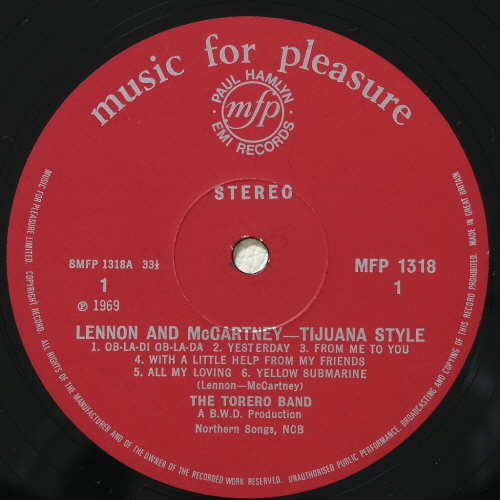 music for pleasure
PAUL HAMLYN
mfp
EMI RECORDS
STEREO
SMFP 1318A 33⅓
MFP 1318
1
1
℗ 1969
LENNON AND McCARTNEY—TIJUANA STYLE
1. OB-LA-DI OB-LA-DA 2. YESTERDAY 3. FROM ME TO YOU
4. WITH A LITTLE HELP FROM MY FRIENDS
5. ALL MY LOVING 6. YELLOW SUBMARINE
(Lennon—McCartney)
THE TORERO BAND
A B.W.D. Production
Northern Songs, NCB
MUSIC FOR PLEASURE LIMITED. COPYRIGHT RECORD. ALL RIGHTS OF THE MANUFACTURER AND OF THE OWNER OF THE RECORDED WORK RESERVED. UNAUTHORISED PUBLIC PERFORMANCE, BROADCASTING AND COPYING OF THIS RECORD PROHIBITED. MADE IN GREAT BRITAIN.